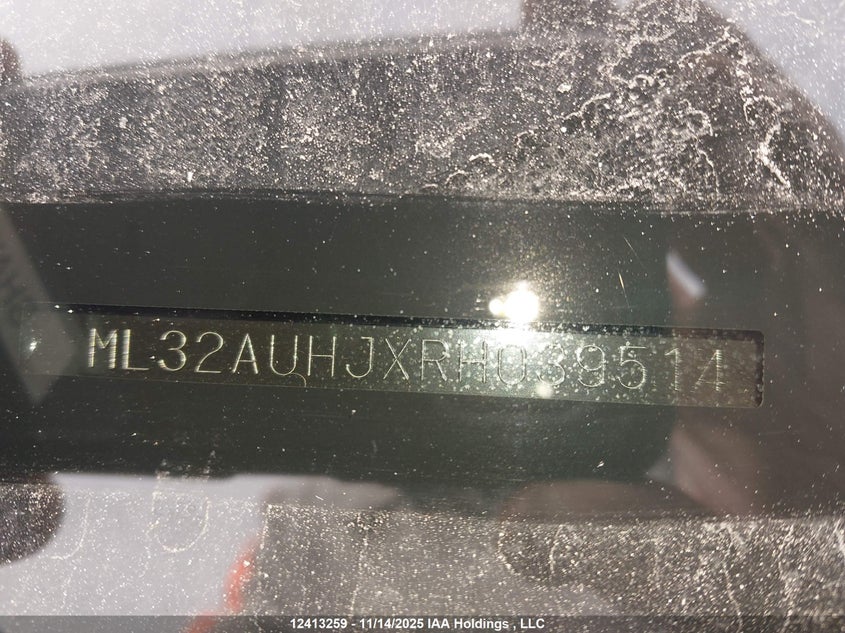 ML32AUHJXRH039514
12413259 - 11/14/2025 IAA Holdings , LLC